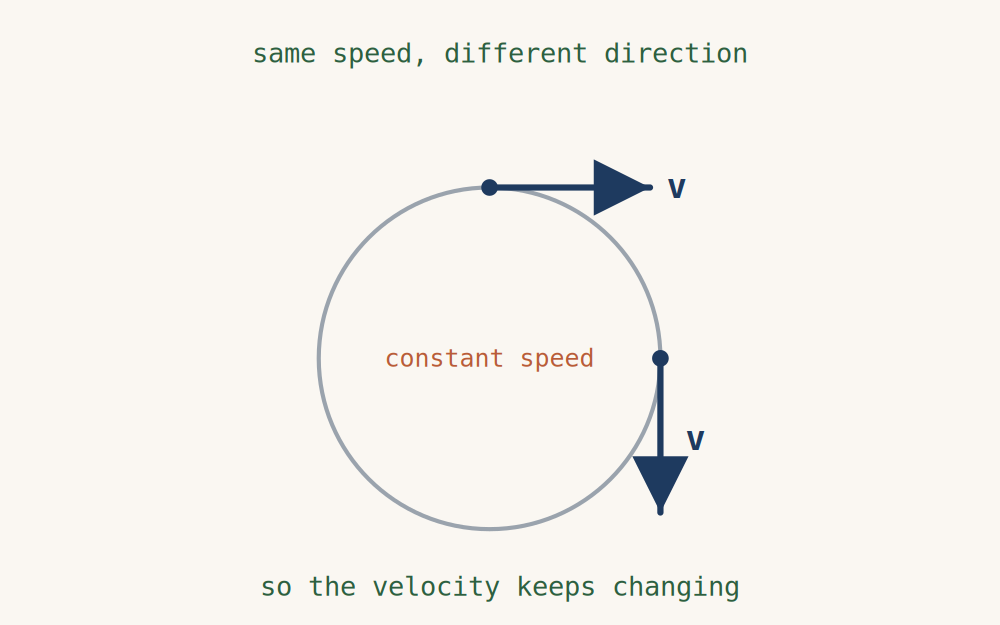 same speed, different direction
v
constant speed
v
so the velocity keeps changing